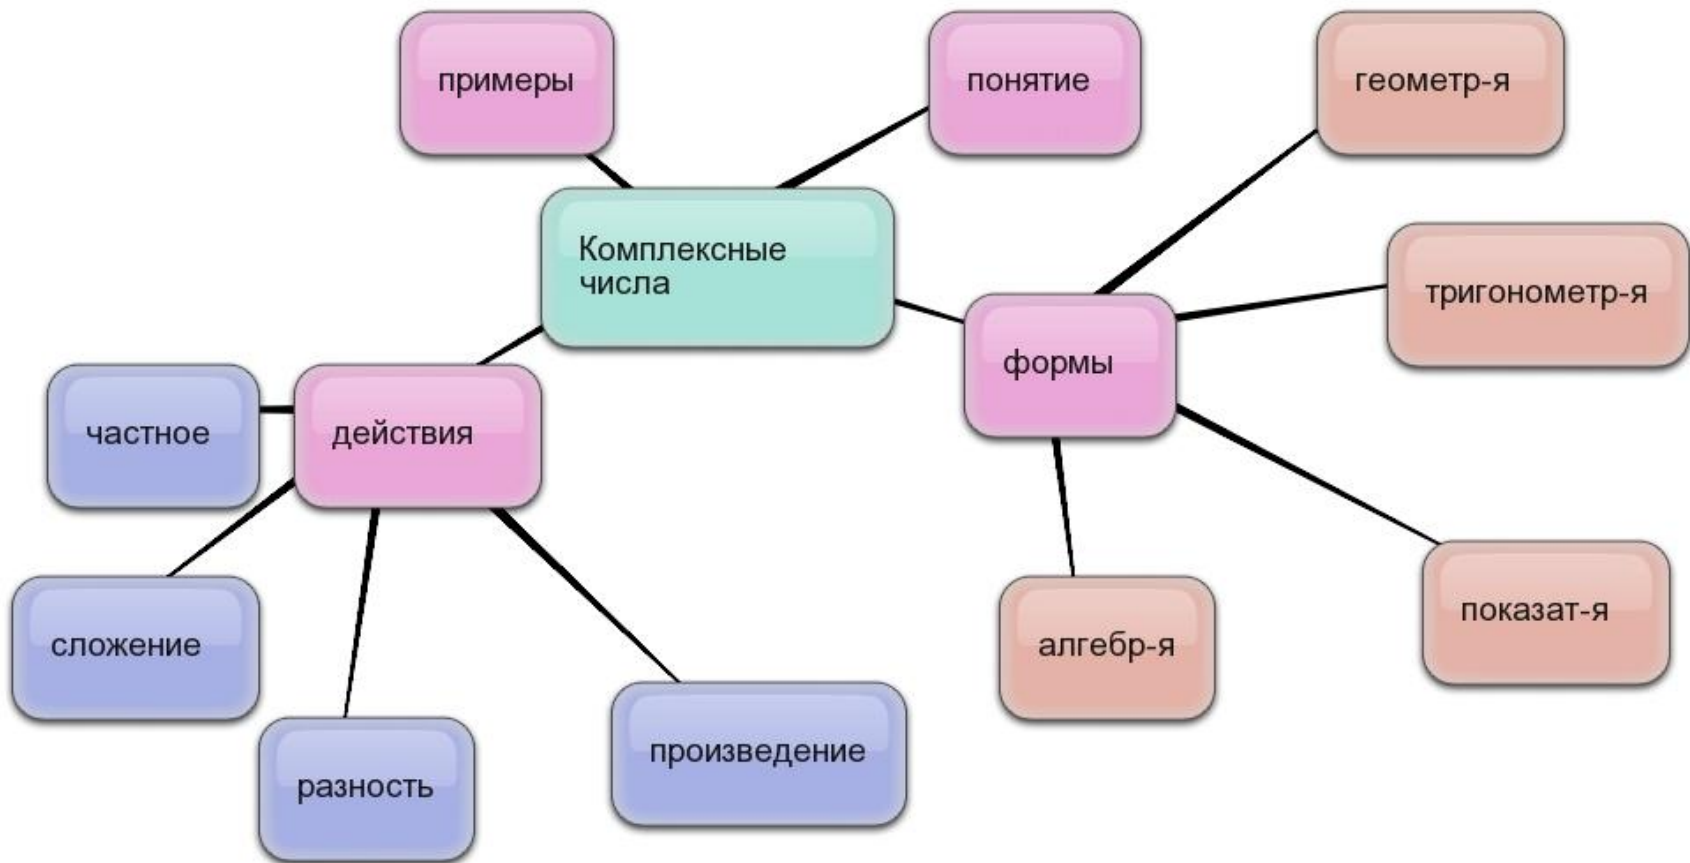 примеры
понятие
геометр-я
Комплексные
числа
тригонометр-я
формы
частное
действия
сложение
алгебр-я
показат-я
разность
произведение